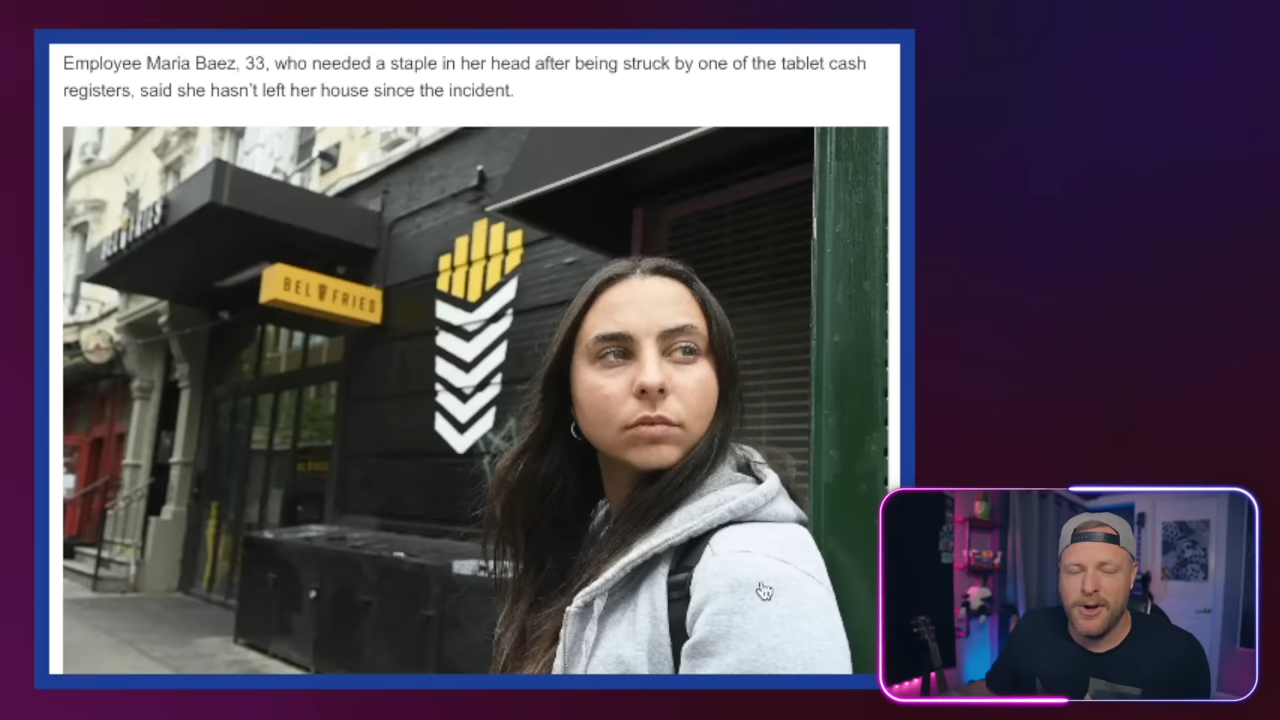 Employee Maria Baez, 33, who needed a staple in her head after being struck by one of the tablet cash
registers, said she hasn't left her house since the incident.
BEL FRIES
BEL FRIES